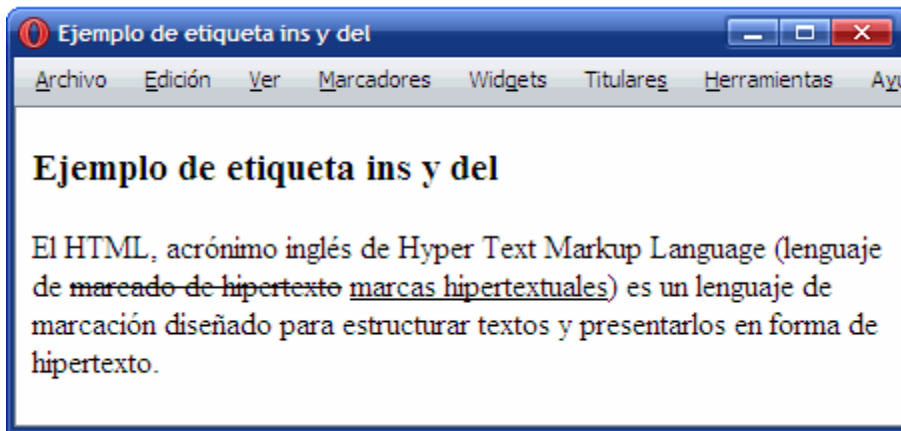 Ejemplo de etiqueta ins y del
Archivo Edición Ver Marcadores Widgets Titulares Herramientas Ayu
Ejemplo de etiqueta ins y del
El HTML, acrónimo inglés de Hyper Text Markup Language (lenguaje
de marcado de hipertexto marcas hipertextuales) es un lenguaje de
marcación diseñado para estructurar textos y presentarlos en forma de
hipertexto.